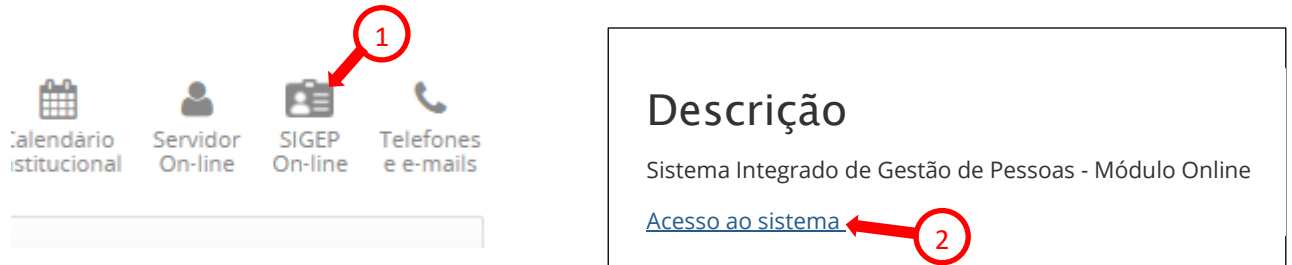 1
Calendário Servidor SIGEP Telefones
On-line On-line e e-mails
Descrição
Sistema Integrado de Gestão de Pessoas - Módulo Online
Acesso ao sistema
2